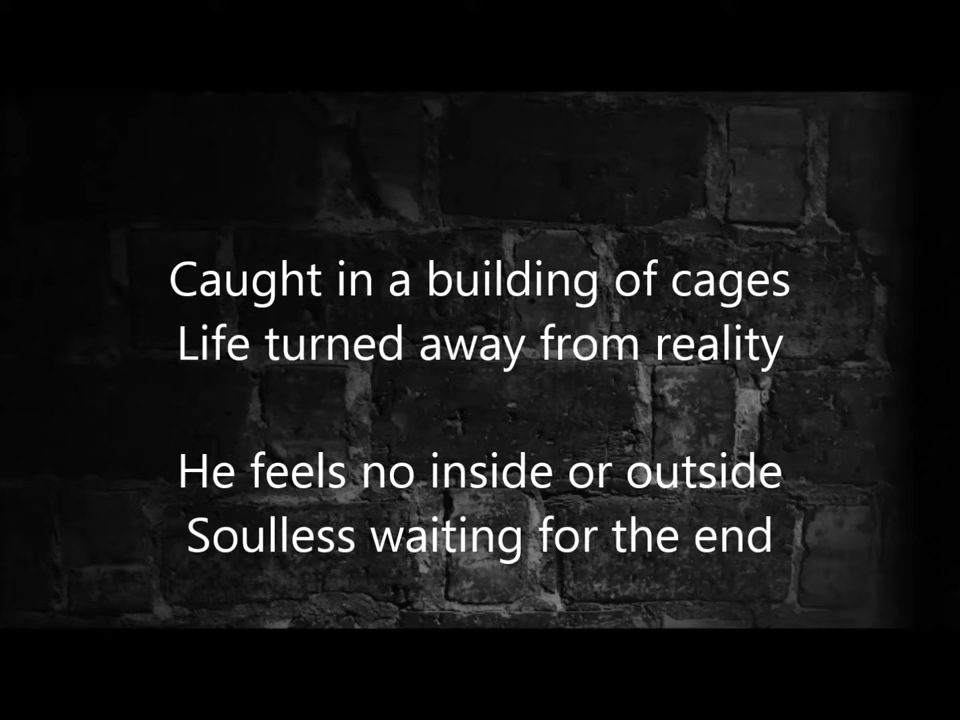 Caught in a building of cages
Life turned away from reality
He feels no inside or outside
Soulless waiting for the end